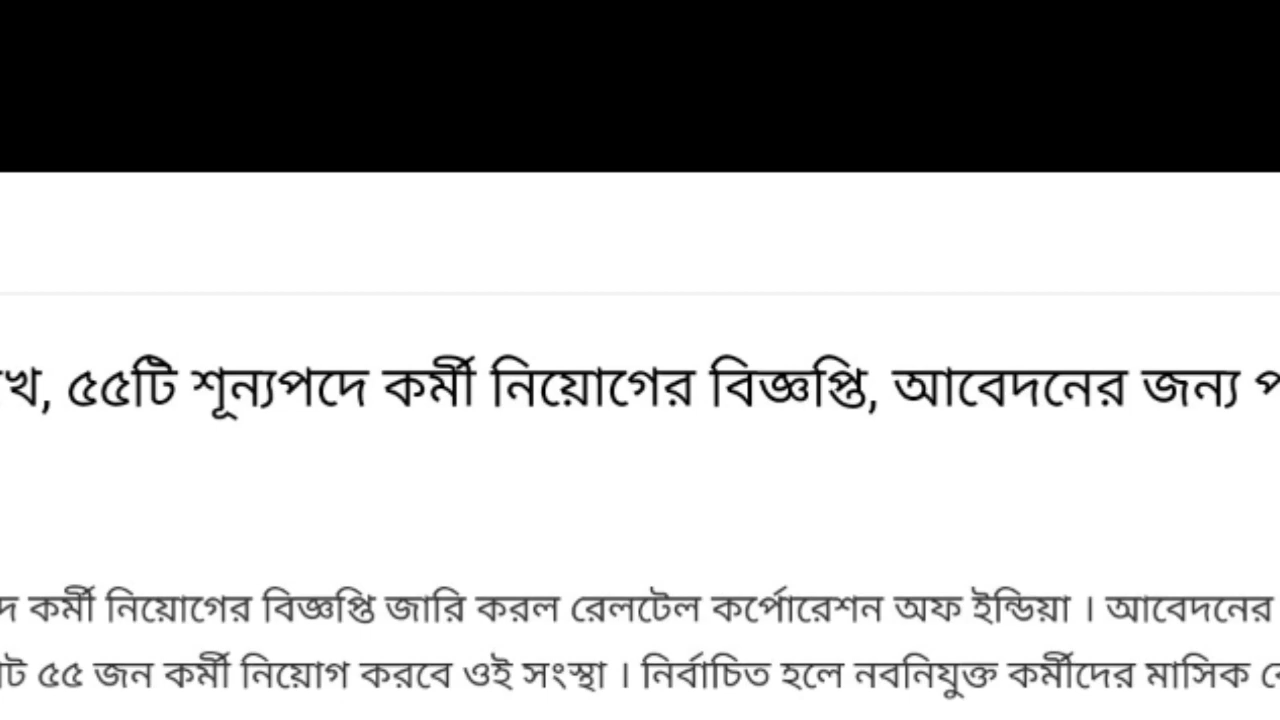 ৫৫টি শূন্যপদে কর্মী নিয়োগের বিজ্ঞপ্তি, আবেদনের জন্য
কর্মী নিয়োগের বিজ্ঞপ্তি জারি করল রেলটেল কর্পোরেশন অফ ইন্ডিয়া । আবেদনের
৫৫ জন কর্মী নিয়োগ করবে ওই সংস্থা । নির্বাচিত হলে নবনিযুক্ত কর্মীদের মাসিক